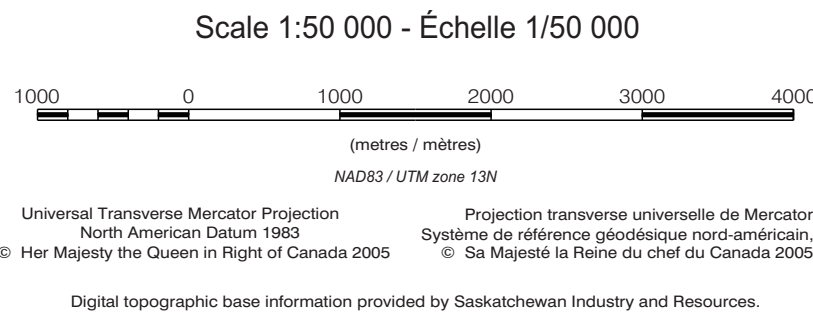 Scale 1:50 000 - Échelle 1/50 000
1000 0 1000 2000 3000 4000
(metres / mètres)
NAD83 / UTM zone 13N
Universal Transverse Mercator Projection
North American Datum 1983
© Her Majesty the Queen in Right of Canada 2005
Projection transverse universelle de Mercator
Système de référence géodésique nord-américain,
© Sa Majesté la Reine du chef du Canada 2005
Digital topographic base information provided by Saskatchewan Industry and Resources.